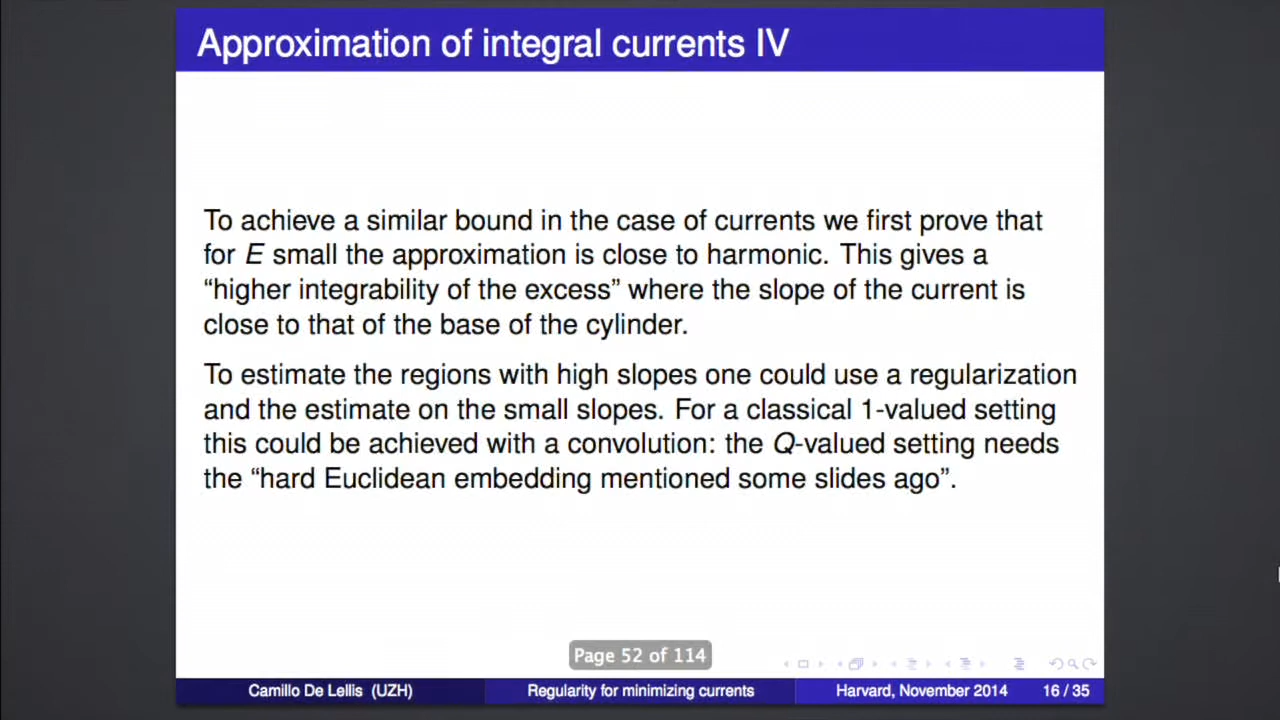 Approximation of integral currents IV
To achieve a similar bound in the case of currents we first prove that
for E small the approximation is close to harmonic. This gives a
“higher integrability of the excess” where the slope of the current is
close to that of the base of the cylinder.
To estimate the regions with high slopes one could use a regularization
and the estimate on the small slopes. For a classical 1-valued setting
this could be achieved with a convolution: the Q-valued setting needs
the “hard Euclidean embedding mentioned some slides ago”.
Page 52 of 114
Camillo De Lellis (UZH) Regularity for minimizing currents Harvard, November 2014 16 / 35